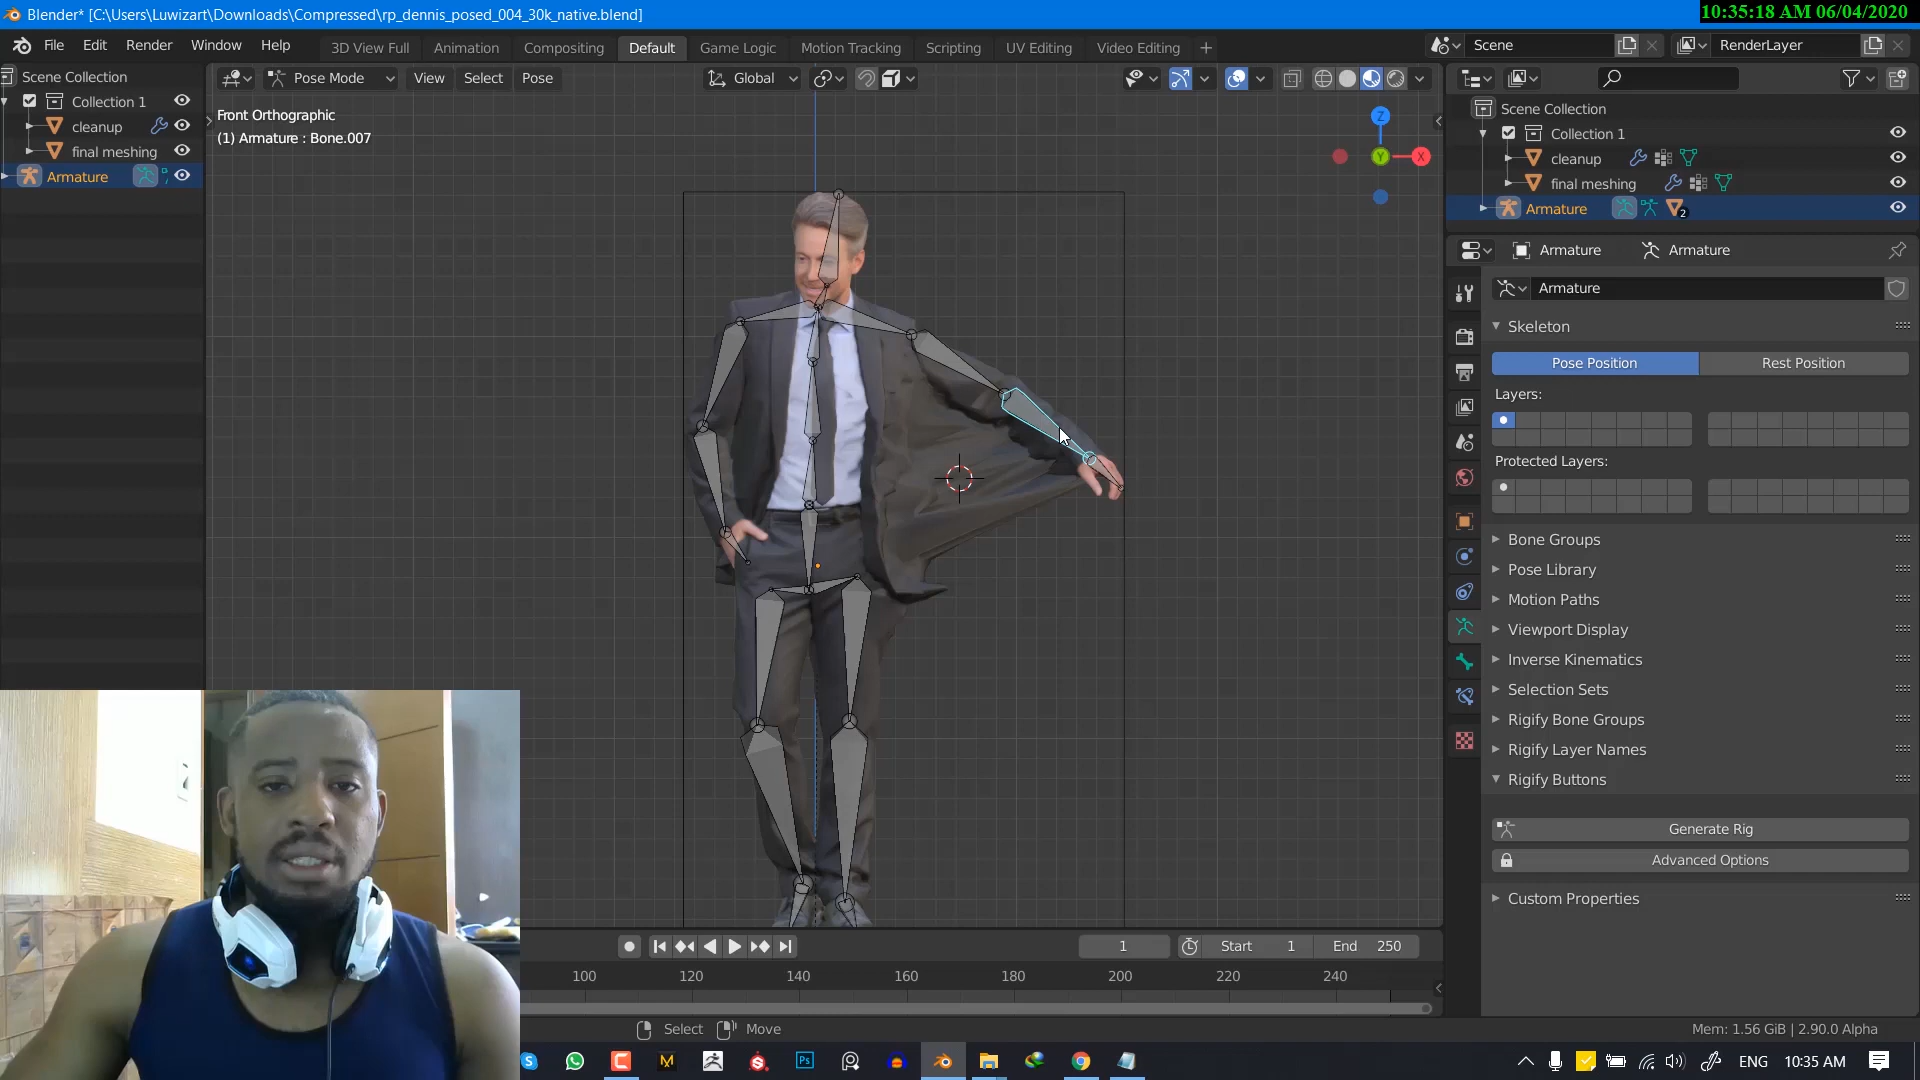 Blender* [C:\Users\Luwizart\Downloads\Compressed\rp_dennis_posed_004_30k_native.blend]
10:35:18 AM 06/04/2020
File Edit Render Window Help
3D View Full Animation Compositing Default Game Logic Motion Tracking Scripting UV Editing Video Editing +
Scene RenderLayer
Scene Collection
Collection 1
cleanup
final meshing
Armature
Pose Mode View Select Pose Global
Front Orthographic
(1) Armature : Bone.007
Z
Y
X
Scene Collection
Collection 1
cleanup
final meshing
Armature 2
Armature Armature
Armature
Skeleton
Pose Position Rest Position
Layers:
Protected Layers:
Bone Groups
Pose Library
Motion Paths
Viewport Display
Inverse Kinematics
Selection Sets
Rigify Bone Groups
Rigify Layer Names
Rigify Buttons
Generate Rig
Advanced Options
Custom Properties
1 Start 1 End 250
100 120 140 160 180 200 220 240
Select Move
Mem: 1.56 GiB | 2.90.0 Alpha
Ps
ENG 10:35 AM